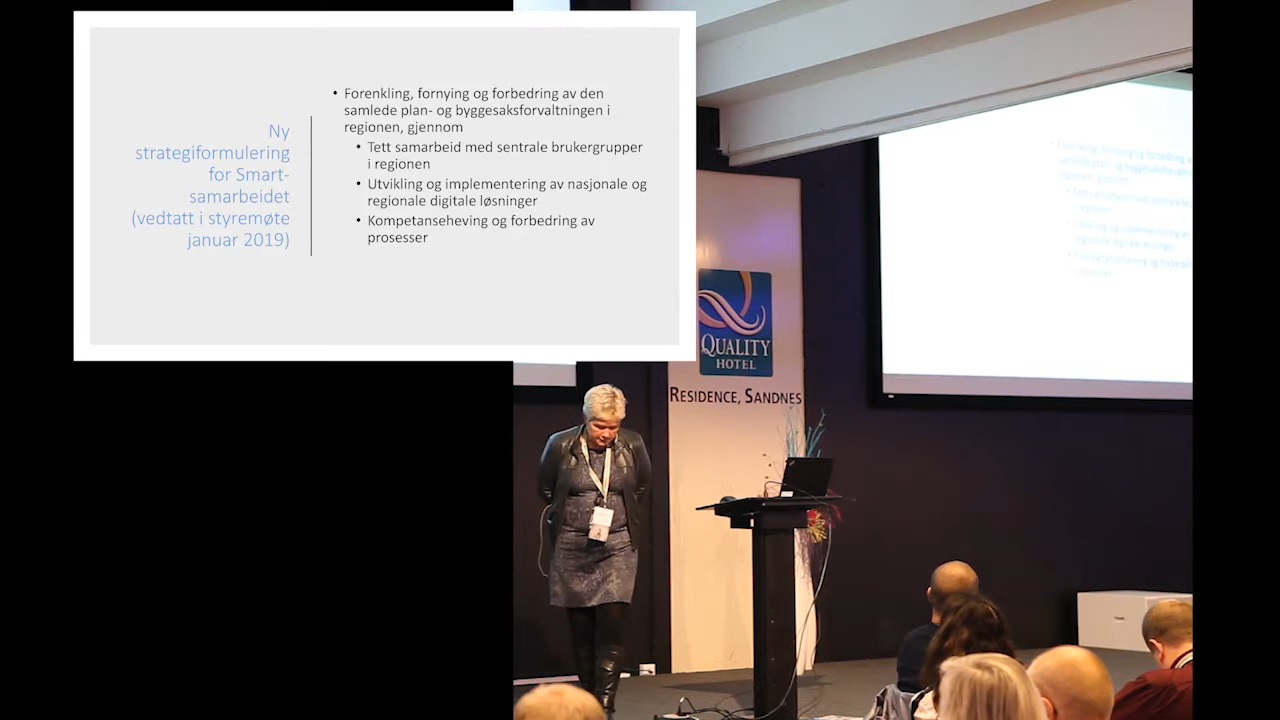 Ny
strategiformulering
for Smart-
samarbeidet
(vedtatt i styremøte
januar 2019)
• Forenkling, fornying og forbedring av den
samlede plan- og byggesaksforvaltningen i
regionen, gjennom
• Tett samarbeid med sentrale brukergrupper
i regionen
• Utvikling og implementering av nasjonale og
regionale digitale løsninger
• Kompetanseheving og forbedring av
prosesser
QUALITY
HOTEL
RESIDENCE, SANDNES